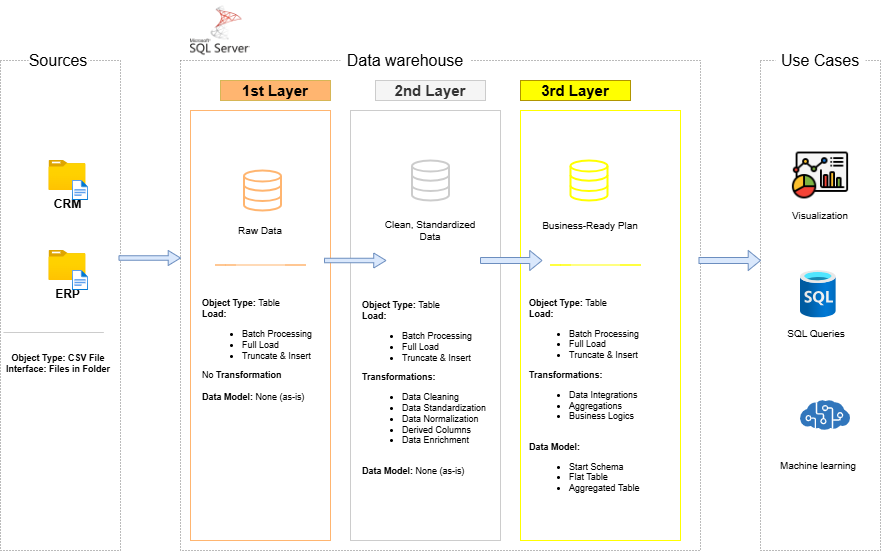 Microsoft
SQL Server
Sources
Data warehouse
Use Cases
1st Layer
2nd Layer
3rd Layer
CRM
ERP
Object Type: CSV File
Interface: Files in Folder
Raw Data
Object Type: Table
Load:
• Batch Processing
• Full Load
• Truncate & Insert
No Transformation
Data Model: None (as-is)
Clean, Standardized
Data
Object Type: Table
Load:
• Batch Processing
• Full Load
• Truncate & Insert
Transformations:
• Data Cleaning
• Data Standardization
• Data Normalization
• Derived Columns
• Data Enrichment
Data Model: None (as-is)
Business-Ready Plan
Object Type: Table
Load:
• Batch Processing
• Full Load
• Truncate & Insert
Transformations:
• Data Integrations
• Aggregations
• Business Logics
Data Model:
• Start Schema
• Flat Table
• Aggregated Table
Visualization
SQL
SQL Queries
Machine learning